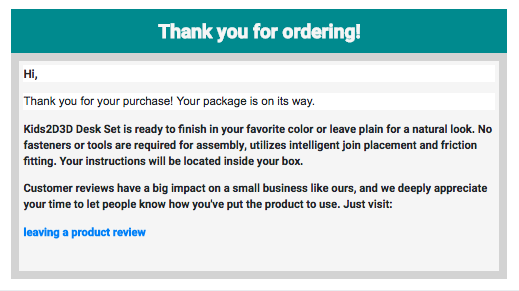 Thank you for ordering!
Hi,
Thank you for your purchase! Your package is on its way.
Kids2D3D Desk Set is ready to finish in your favorite color or leave plain for a natural look. No
fasteners or tools are required for assembly, utilizes intelligent join placement and friction
fitting. Your instructions will be located inside your box.
Customer reviews have a big impact on a small business like ours, and we deeply appreciate
your time to let people know how you've put the product to use. Just visit:
leaving a product review